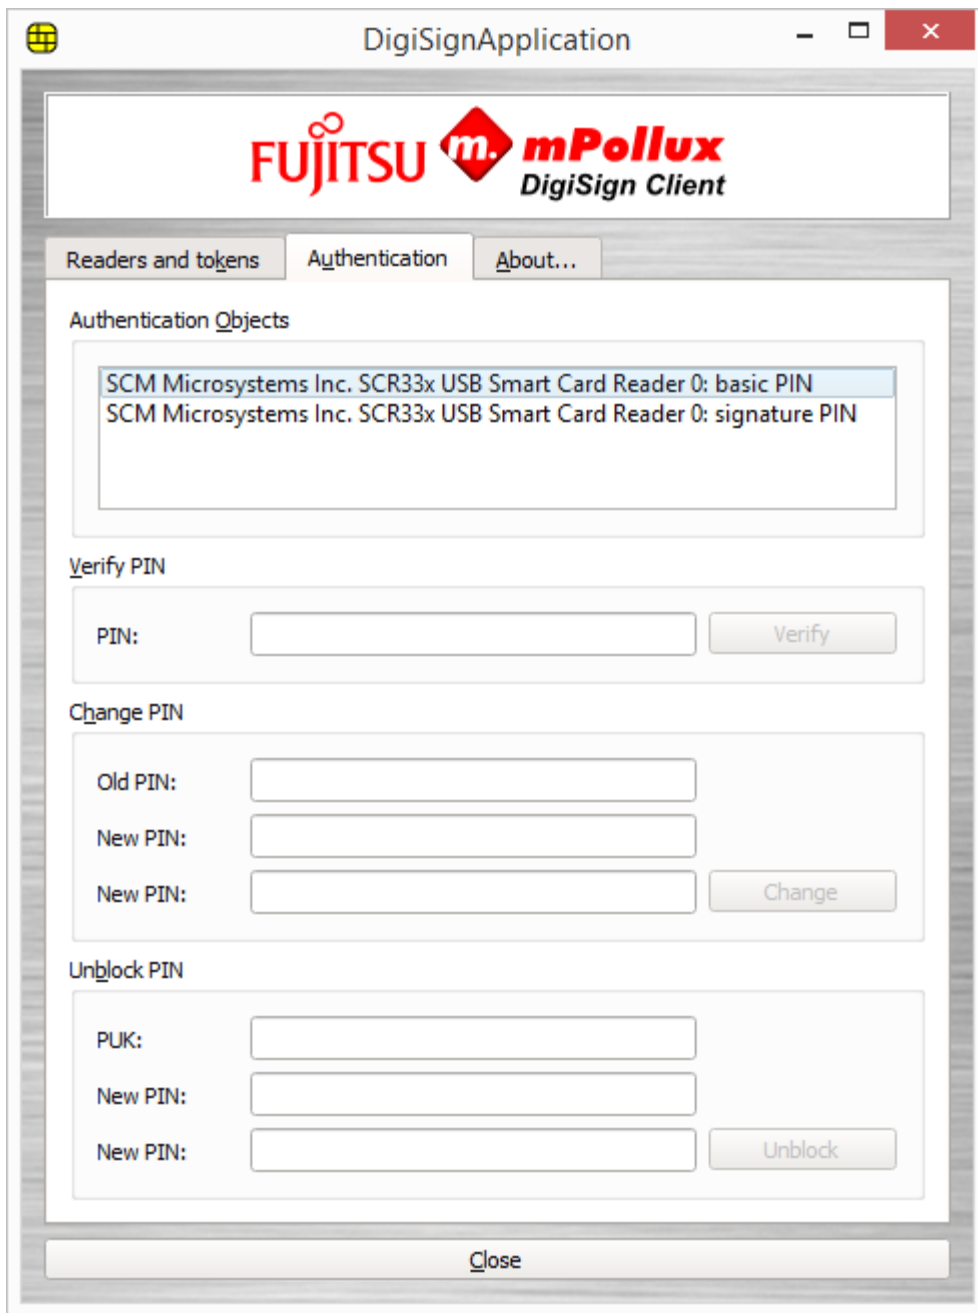 DigiSignApplication
FUJITSU m. mPollux
DigiSign Client
Readers and tokens Authentication About...
Authentication Objects
SCM Microsystems Inc. SCR33x USB Smart Card Reader 0: basic PIN
SCM Microsystems Inc. SCR33x USB Smart Card Reader 0: signature PIN
Verify PIN
PIN: Verify
Change PIN
Old PIN:
New PIN:
New PIN: Change
Unblock PIN
PUK:
New PIN:
New PIN: Unblock
Close